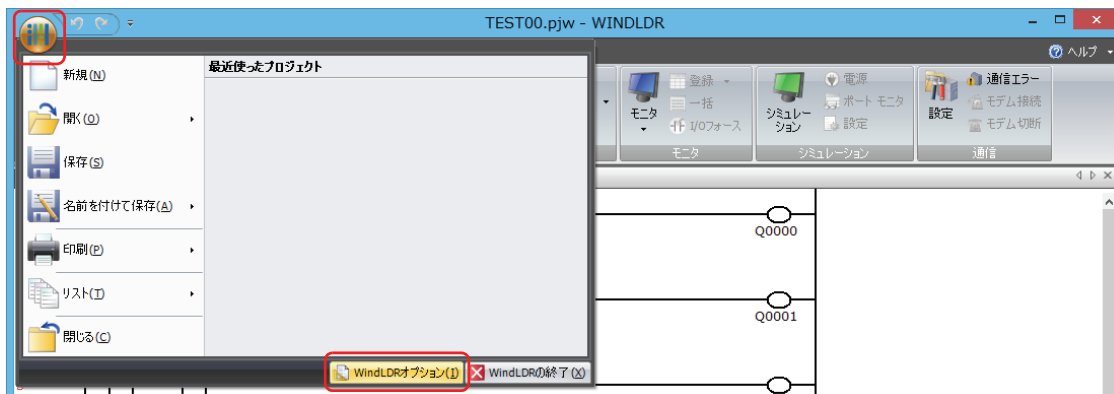 TEST00.pjw - WINDLDR
ヘルプ
新規(N)
最近使ったプロジェクト
開く(O)
保存(S)
名前を付けて保存(A)
印刷(P)
リスト(T)
閉じる(C)
WindLDRオプション(I)
WindLDRの終了(X)
モニタ
登録
一括
I/Oフォース
モニタ
シミュレーション
電源
ポート モニタ
設定
シミュレーション
設定
通信エラー
モデム接続
モデム切断
通信
Q0000
Q0001